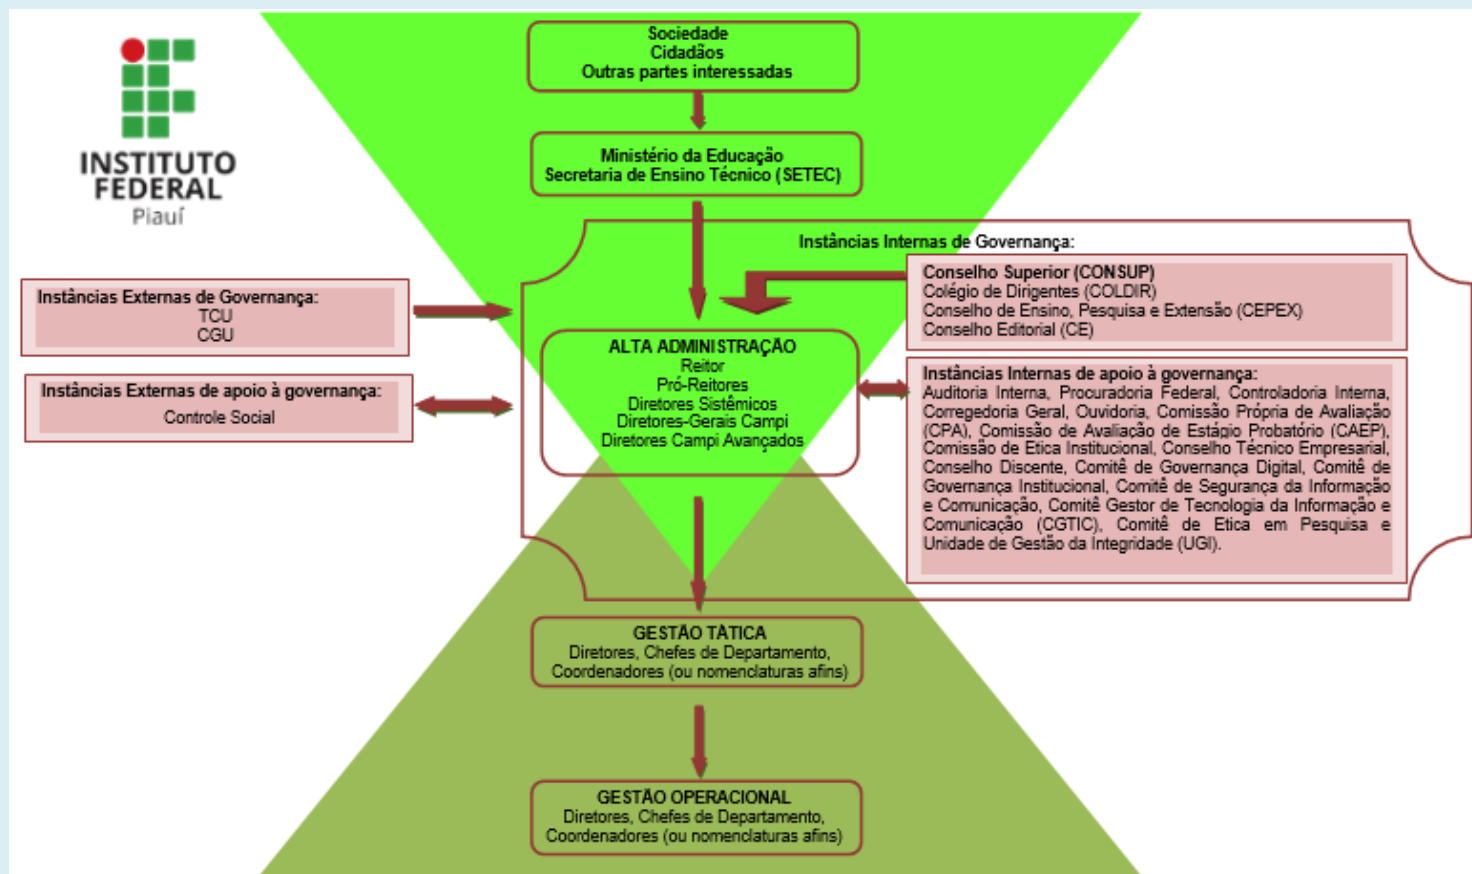 Sociedade
Cidadãos
Outras partes interessadas
INSTITUTO
FEDERAL
Piauí
Ministério da Educação
Secretaria de Ensino Técnico (SETEC)
Instâncias Internas de Governança:
Instâncias Externas de Governança:
TCU
CGU
Conselho Superior (CONSUP)
Colégio de Dirigentes (COLDIR)
Conselho de Ensino, Pesquisa e Extensão (CEPEX)
Conselho Editorial (CE)
ALTA ADMINISTRAÇÃO
Reitor
Pró-Reitores
Diretores Sistêmicos
Diretores-Gerais Campi
Diretores Campi Avançados
Instâncias Externas de apoio à governança:
Controle Social
Instâncias Internas de apoio à governança:
Auditoria Interna, Procuradoria Federal, Controladoria Interna,
Corregedoria Geral, Ouvidoria, Comissão Própria de Avaliação
(CPA), Comissão de Avaliação de Estágio Probatório (CAEP),
Comissão de Etica Institucional, Conselho Técnico Empresarial,
Conselho Discente, Comitê de Governança Digital, Comitê de
Governança Institucional, Comitê de Segurança da Informação
e Comunicação, Comitê Gestor de Tecnologia da Informação e
Comunicação (CGTIC), Comitê de Etica em Pesquisa e
Unidade de Gestão da Integridade (UGI).
GESTÃO TÀTICA
Diretores, Chefes de Departamento,
Coordenadores (ou nomenclaturas afins)
GESTÃO OPERACIONAL
Diretores, Chefes de Departamento,
Coordenadores (ou nomenclaturas afins)